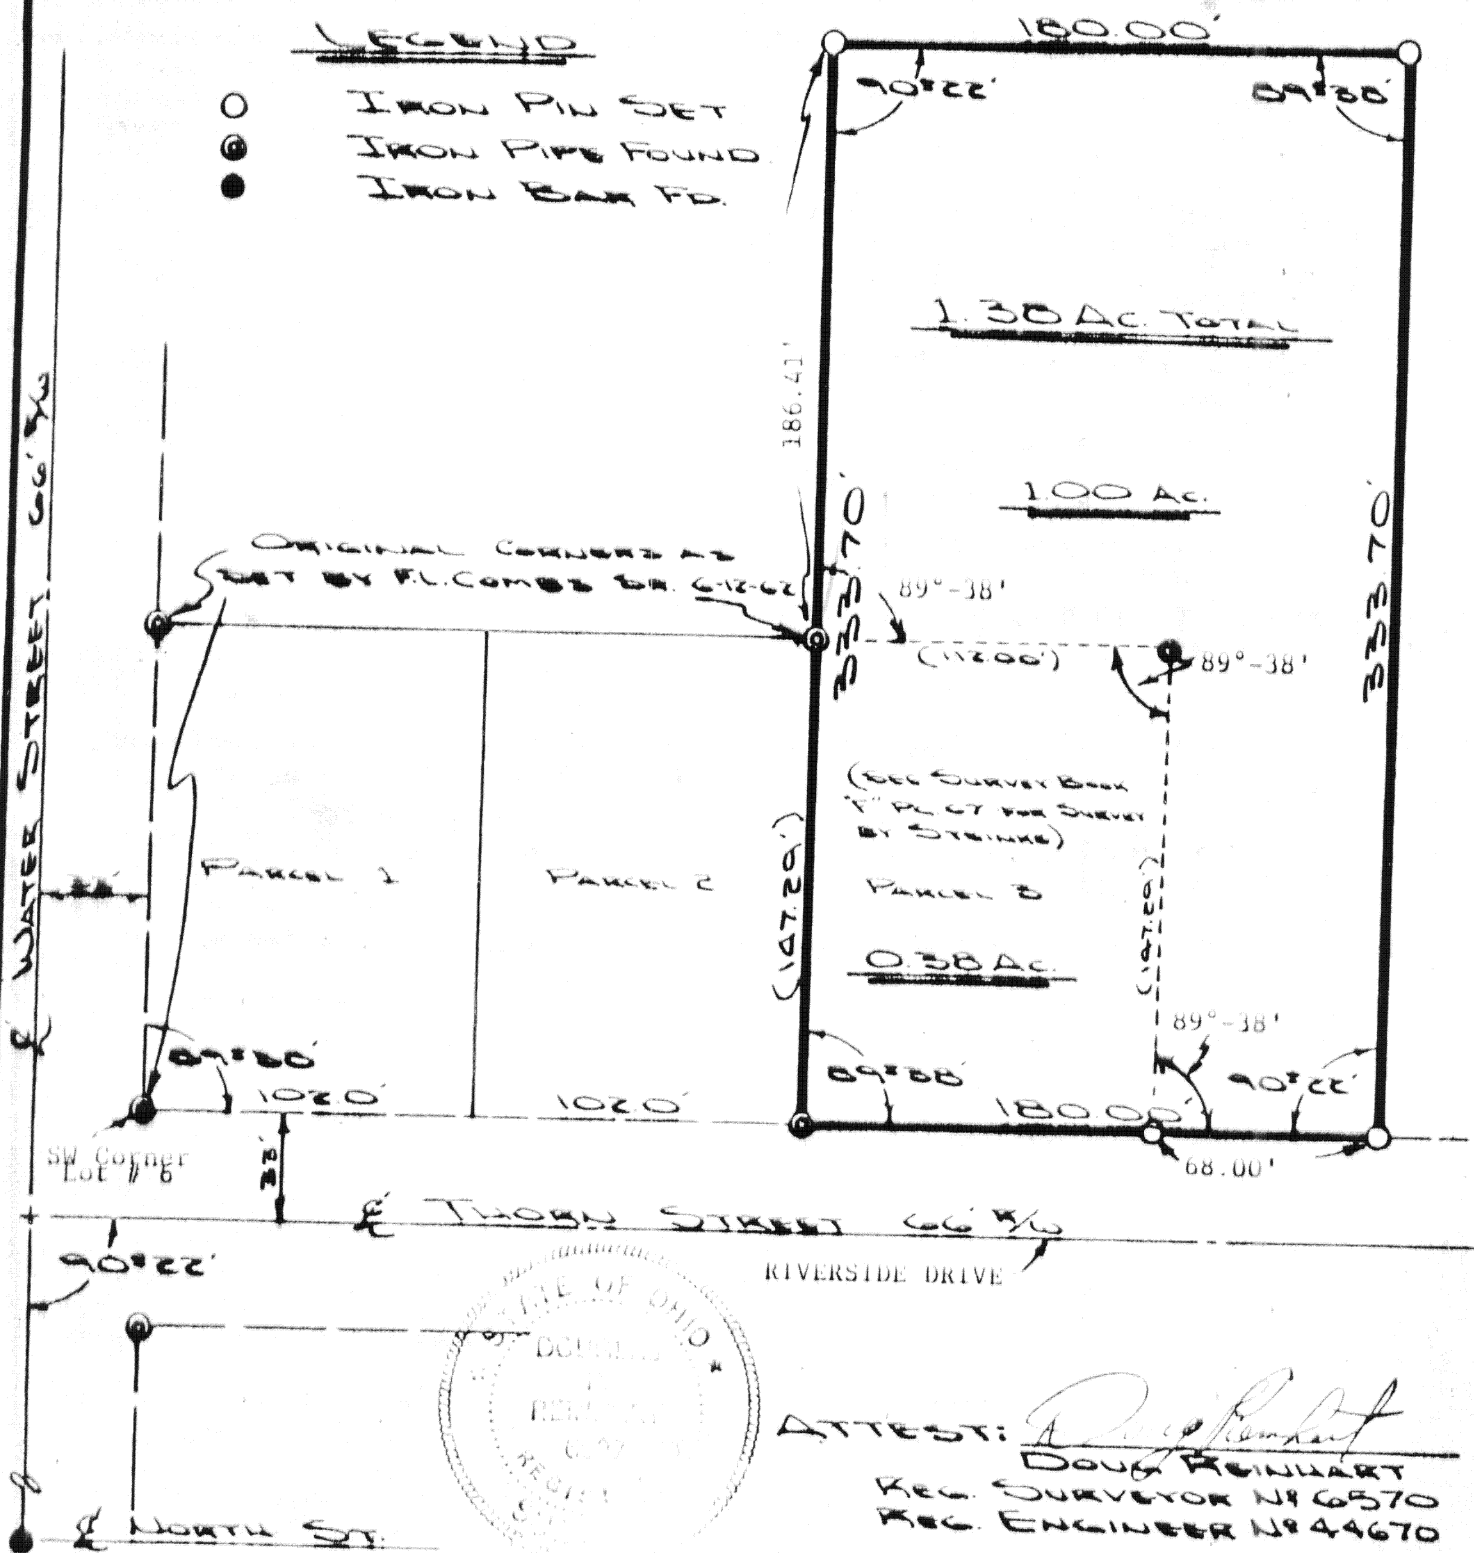 LEGEND
IRON PIN SET
IRON PIPE FOUND
IRON BAR FD.
180.00'
90°22'
89°38'
1.38 AC. TOTAL
186.41'
1.00 AC.
333.70'
333.70'
WATER STREET 66' R/W
ORIGINAL CORNERS AS
SET BY F.L. COMBS SR. 6-12-62
89°-38'
(112.00')
89°-38'
(SEE SURVEY BOOK
"F" PG. 67 FOR SURVEY
BY STEINKE)
33'
PARCEL 1
PARCEL 2
PARCEL 3
(147.29')
(147.29')
0.38 AC.
89°38'
102.0'
102.0'
89°38'
89°-38'
90°22'
180.00'
68.00'
SW Corner
Lot # 6
33'
℄ THORN STREET 66' R/W
RIVERSIDE DRIVE
90°22'
STATE OF OHIO
ATTEST: Doug Reinhart
DOUG REINHART
REG. SURVEYOR Nº 6570
REG. ENGINEER Nº 44670
℄ NORTH ST.